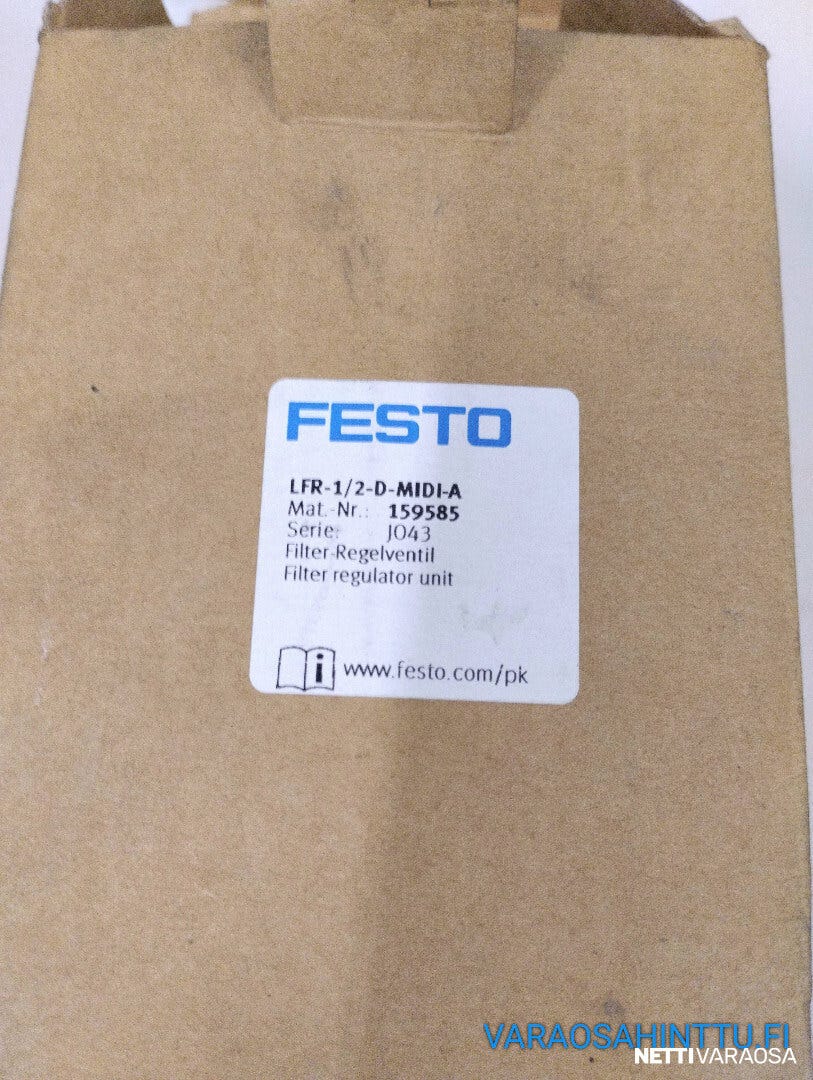 FESTO
LFR-1/2-D-MIDI-A
Mat.-Nr.: 159585
Serie: J043
Filter-Regelventil
Filter regulator unit
i www.festo.com/pk
VARAOSAHINTTU.FI
NETTIVARAOSA